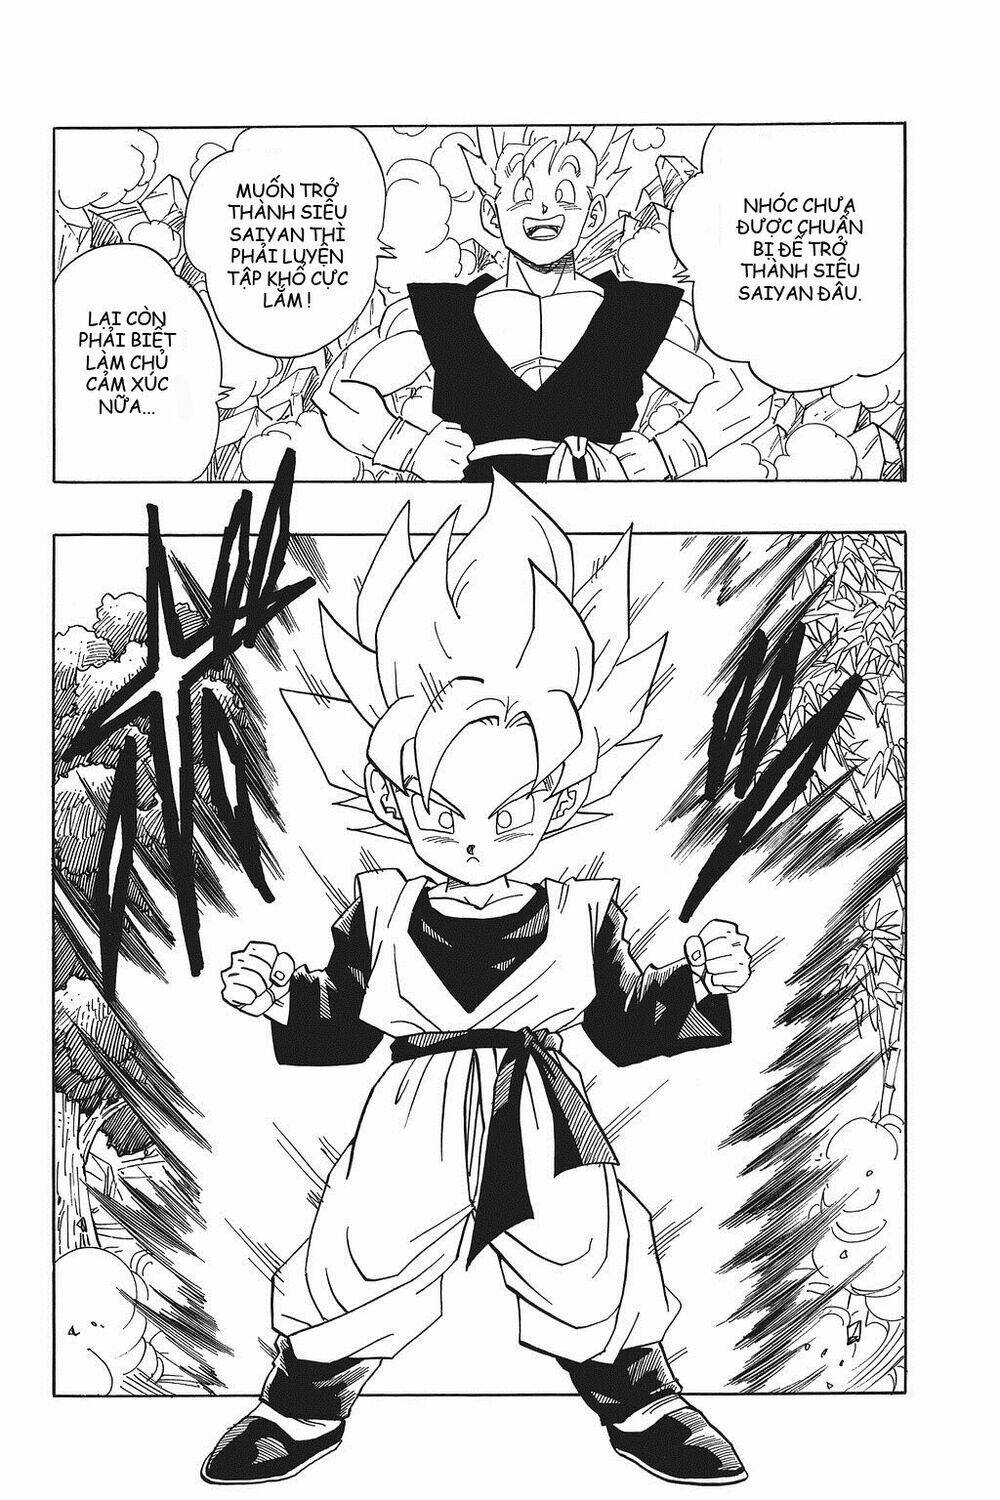 NHÓC CHƯA
ĐƯỢC CHUẨN
BỊ ĐỂ TRỞ
THÀNH SIÊU
SAIYAN ĐÂU.
MUỐN TRỞ
THÀNH SIÊU
SAIYAN THÌ
PHẢI LUYỆN
TẬP KHỔ CỰC
LẮM !
LẠI CÒN
PHẢI BIẾT
LÀM CHỦ
CẢM XÚC
NỮA...